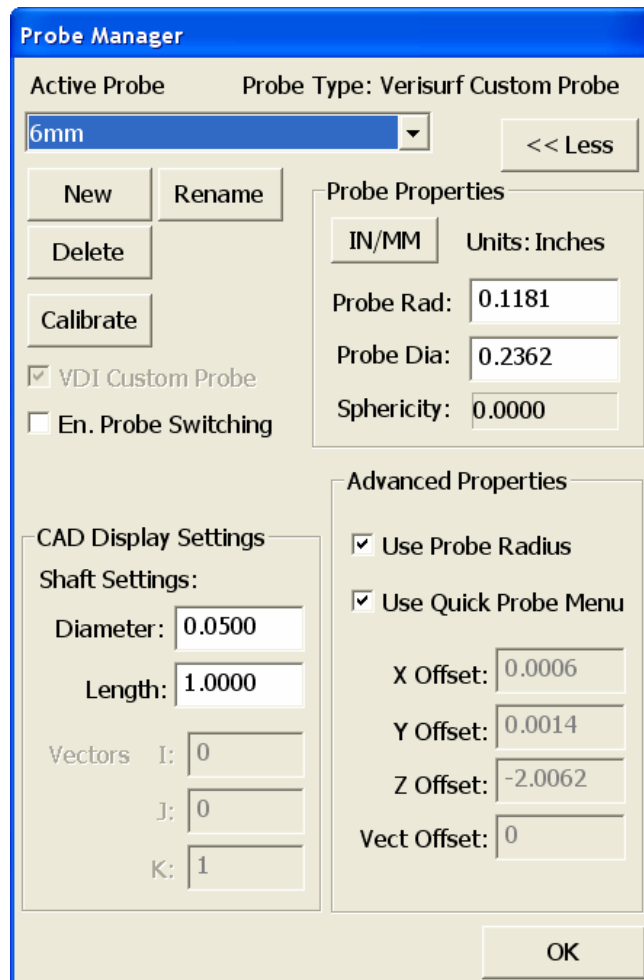 Probe Manager
Active Probe Probe Type: Verisurf Custom Probe
6mm
<< Less
New Rename
Delete
Calibrate
VDI Custom Probe
En. Probe Switching
Probe Properties
IN/MM Units: Inches
Probe Rad: 0.1181
Probe Dia: 0.2362
Sphericity: 0.0000
CAD Display Settings
Shaft Settings:
Diameter: 0.0500
Length: 1.0000
Vectors I: 0
J: 0
K: 1
Advanced Properties
Use Probe Radius
Use Quick Probe Menu
X Offset: 0.0006
Y Offset: 0.0014
Z Offset: -2.0062
Vect Offset: 0
OK